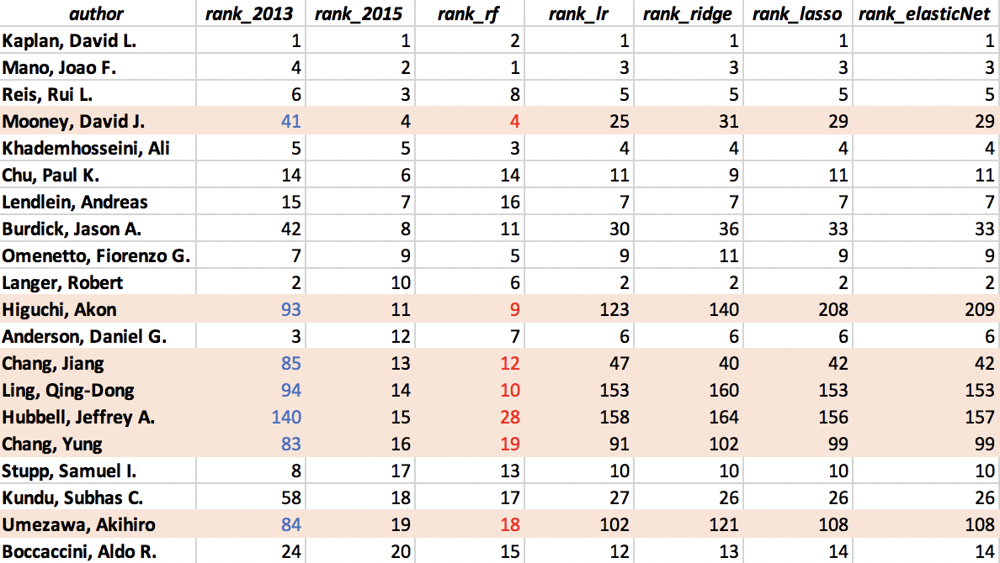 author rank_2013 rank_2015 rank_rf rank_lr rank_ridge rank_lasso rank_elasticNet
Kaplan, David L. 1 1 2 1 1 1 1
Mano, Joao F. 4 2 1 3 3 3 3
Reis, Rui L. 6 3 8 5 5 5 5
Mooney, David J. 41 4 4 25 31 29 29
Khademhosseini, Ali 5 5 3 4 4 4 4
Chu, Paul K. 14 6 14 11 9 11 11
Lendlein, Andreas 15 7 16 7 7 7 7
Burdick, Jason A. 42 8 11 30 36 33 33
Omenetto, Fiorenzo G. 7 9 5 9 11 9 9
Langer, Robert 2 10 6 2 2 2 2
Higuchi, Akon 93 11 9 123 140 208 209
Anderson, Daniel G. 3 12 7 6 6 6 6
Chang, Jiang 85 13 12 47 40 42 42
Ling, Qing-Dong 94 14 10 153 160 153 153
Hubbell, Jeffrey A. 140 15 28 158 164 156 157
Chang, Yung 83 16 19 91 102 99 99
Stupp, Samuel I. 8 17 13 10 10 10 10
Kundu, Subhas C. 58 18 17 27 26 26 26
Umezawa, Akihiro 84 19 18 102 121 108 108
Boccaccini, Aldo R. 24 20 15 12 13 14 14